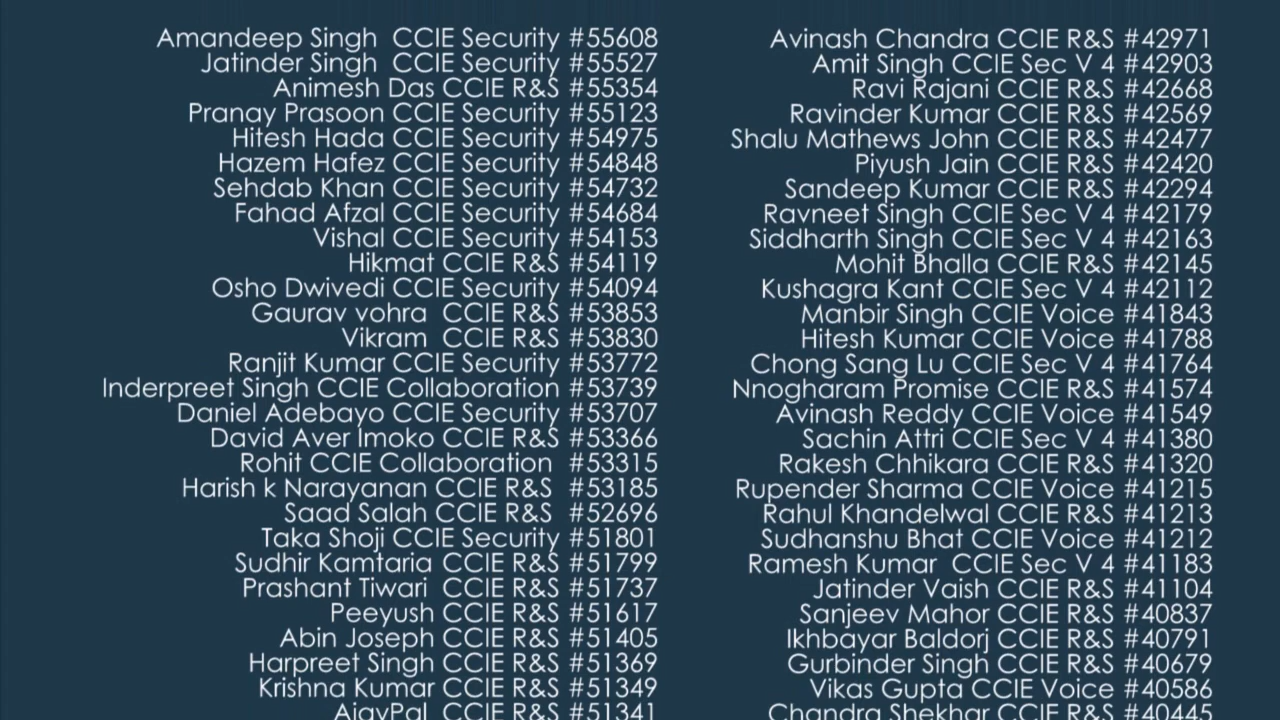 Amandeep Singh  CCIE Security #55608
Jatinder Singh  CCIE Security #55527
Animesh Das CCIE R&S #55354
Pranay Prasoon CCIE Security #55123
Hitesh Hada CCIE Security #54975
Hazem Hafez CCIE Security #54848
Sehdab Khan CCIE Security #54732
Fahad Afzal CCIE Security #54684
Vishal CCIE Security #54153
Hikmat CCIE R&S #54119
Osho Dwivedi CCIE Security #54094
Gaurav vohra  CCIE R&S #53853
Vikram  CCIE R&S #53830
Ranjit Kumar CCIE Security #53772
Inderpreet Singh CCIE Collaboration #53739
Daniel Adebayo CCIE Security #53707
David Aver Imoko CCIE R&S #53366
Rohit CCIE Collaboration  #53315
Harish k Narayanan CCIE R&S  #53185
Saad Salah CCIE R&S  #52696
Taka Shoji CCIE Security #51801
Sudhir Kamtaria CCIE R&S #51799
Prashant Tiwari  CCIE R&S #51737
Peeyush CCIE R&S #51617
Abin Joseph CCIE R&S #51405
Harpreet Singh CCIE R&S #51369
Krishna Kumar CCIE R&S #51349
AjayPal  CCIE R&S #51341
Avinash Chandra CCIE R&S #42971
Amit Singh CCIE Sec V 4 #42903
Ravi Rajani CCIE R&S #42668
Ravinder Kumar CCIE R&S #42569
Shalu Mathews John CCIE R&S #42477
Piyush Jain CCIE R&S #42420
Sandeep Kumar CCIE R&S #42294
Ravneet Singh CCIE Sec V 4 #42179
Siddharth Singh CCIE Sec V 4 #42163
Mohit Bhalla CCIE R&S #42145
Kushagra Kant CCIE Sec V 4 #42112
Manbir Singh CCIE Voice #41843
Hitesh Kumar CCIE Voice #41788
Chong Sang Lu CCIE Sec V 4 #41764
Nnogharam Promise CCIE R&S #41574
Avinash Reddy CCIE Voice #41549
Sachin Attri CCIE Sec V 4 #41380
Rakesh Chhikara CCIE R&S #41320
Rupender Sharma CCIE Voice #41215
Rahul Khandelwal CCIE R&S #41213
Sudhanshu Bhat CCIE Voice #41212
Ramesh Kumar  CCIE Sec V 4 #41183
Jatinder Vaish CCIE R&S #41104
Sanjeev Mahor CCIE R&S #40837
Ikhbayar Baldorj CCIE R&S #40791
Gurbinder Singh CCIE R&S #40679
Vikas Gupta CCIE Voice #40586
Chandra Shekhar CCIE R&S #40445